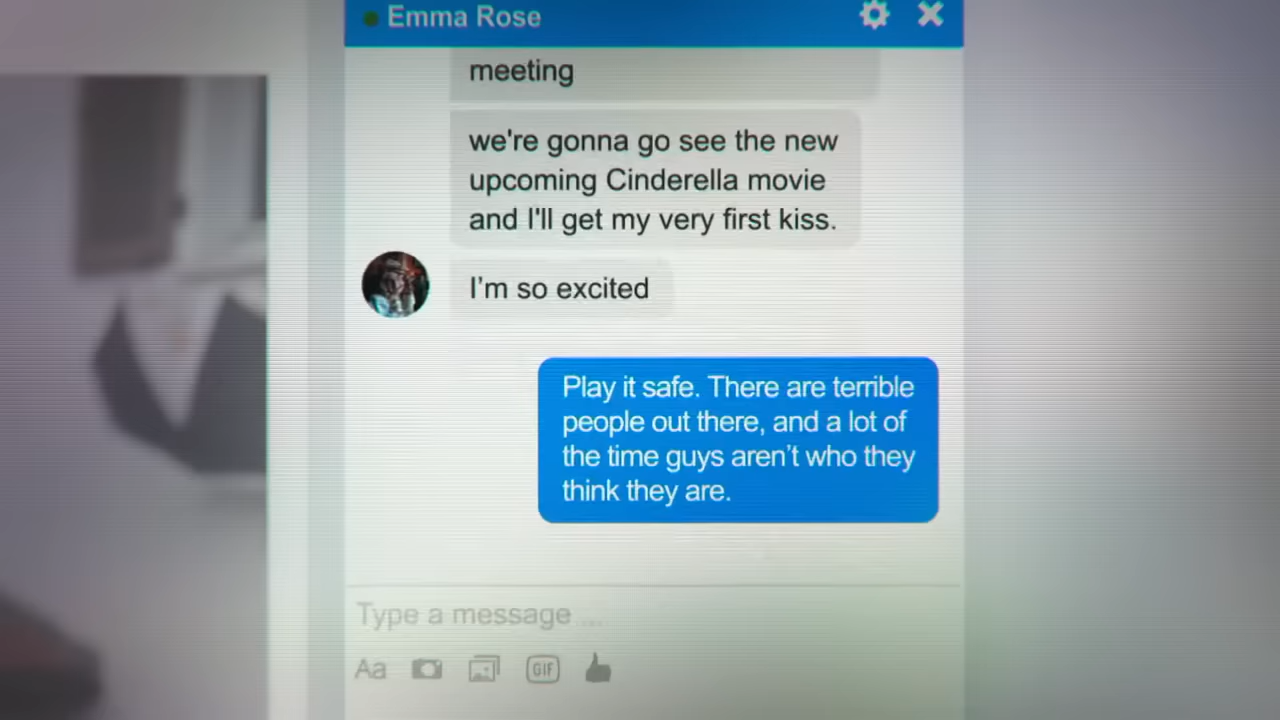 Emma Rose
meeting
we're gonna go see the new
upcoming Cinderella movie
and I'll get my very first kiss.
I'm so excited
Play it safe. There are terrible
people out there, and a lot of
the time guys aren't who they
think they are.
Type a message ...
Aa
GIF